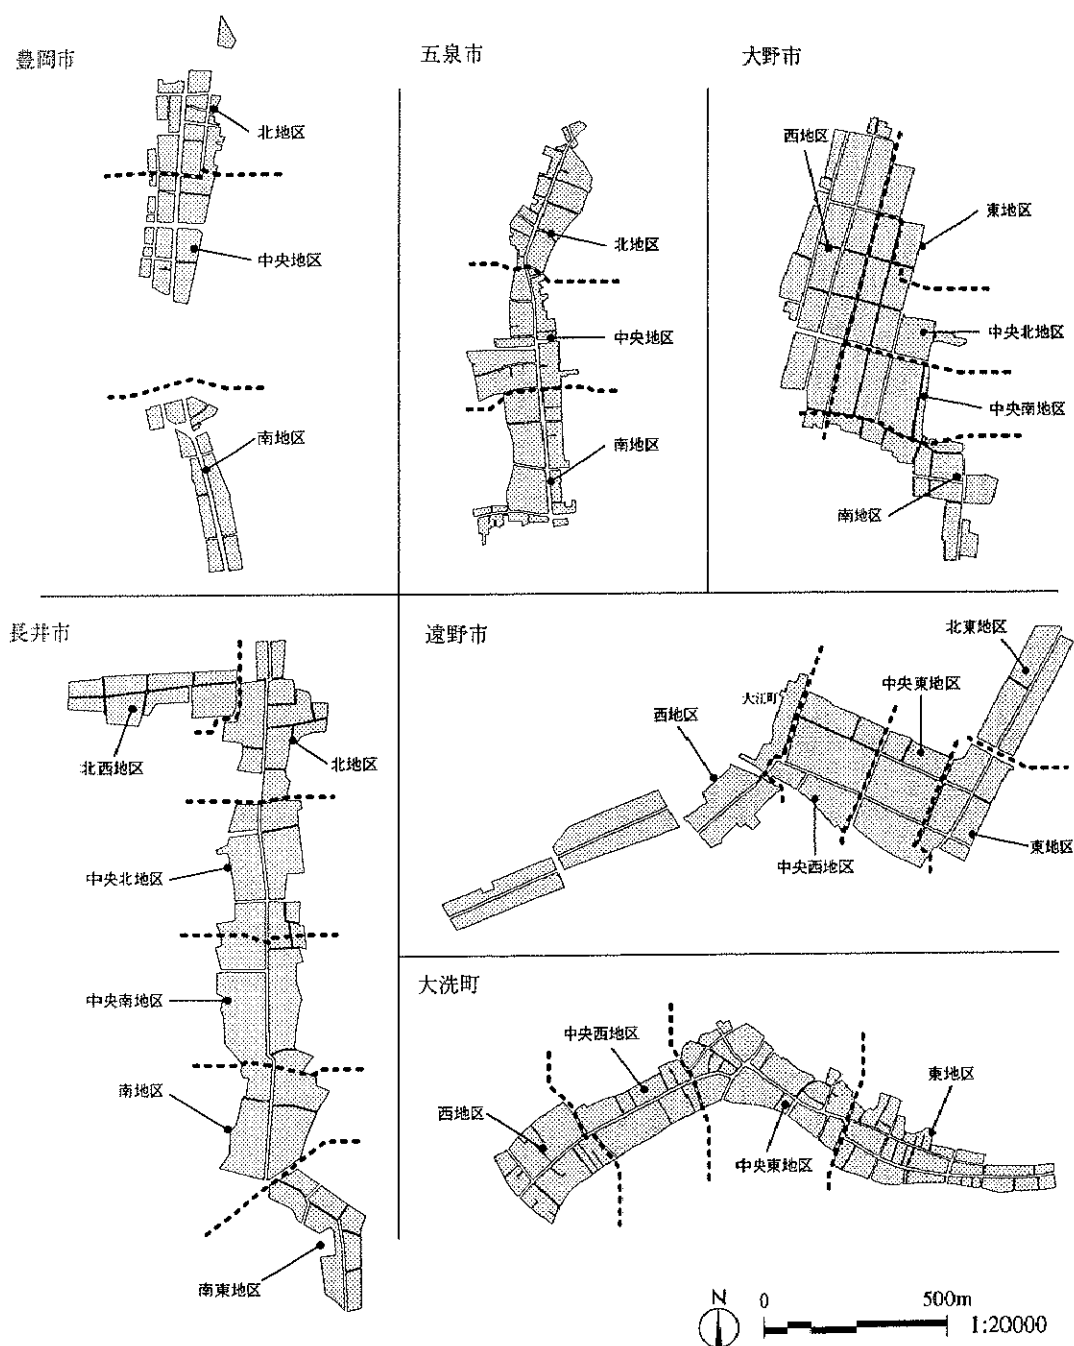 豊岡市
北地区
中央地区
南地区
五泉市
北地区
中央地区
南地区
大野市
西地区
東地区
中央北地区
中央南地区
南地区
長井市
北西地区
北地区
中央北地区
中央南地区
南地区
南東地区
遠野市
北東地区
中央東地区
大工町
西地区
中央西地区
東地区
大洗町
中央西地区
西地区
東地区
中央東地区
N
0
500m
1:20000